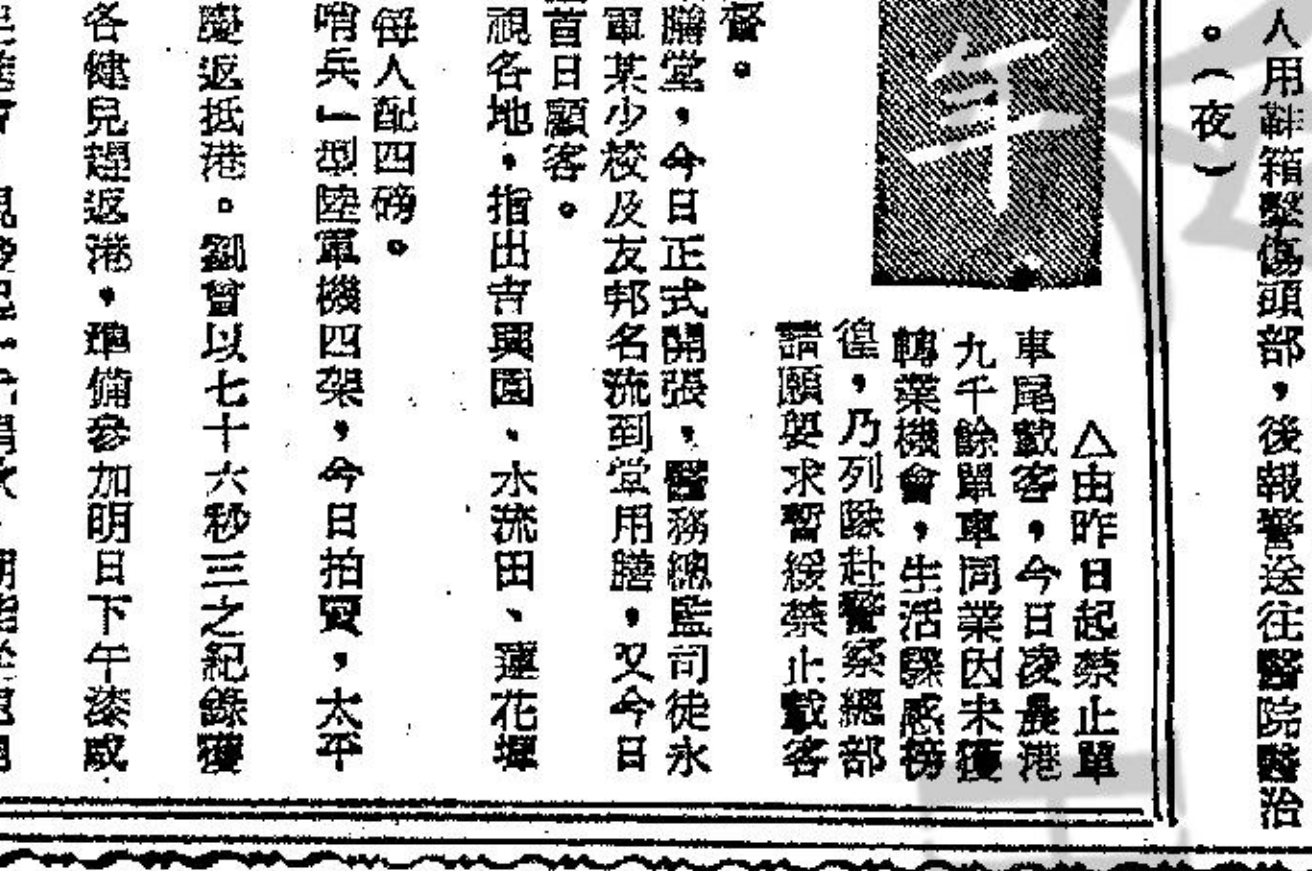 人用鞋箱擊傷頭部，後報警送往醫院醫治
。（夜）
年
△由昨日起禁止單
車尾載客，今日凌晨港
九千餘單車同業因未獲
轉業機會，生活驟感徬
徨，乃列隊赴警察總部
請願要求暫緩禁止載客
督。
膳堂，今日正式開張，醫務總監司徒永
軍某少校及友邦名流到堂用膳，又今日
首日顧客。
視各地，指出吉興園、水流田、蓮花墠
每人配四磅。
哨兵」型陸軍機四架，今日拍賣，太平
慶返抵港。劉曾以七十六秒三之紀錄獲
各健兒趕返港，準備參加明日下午漆咸